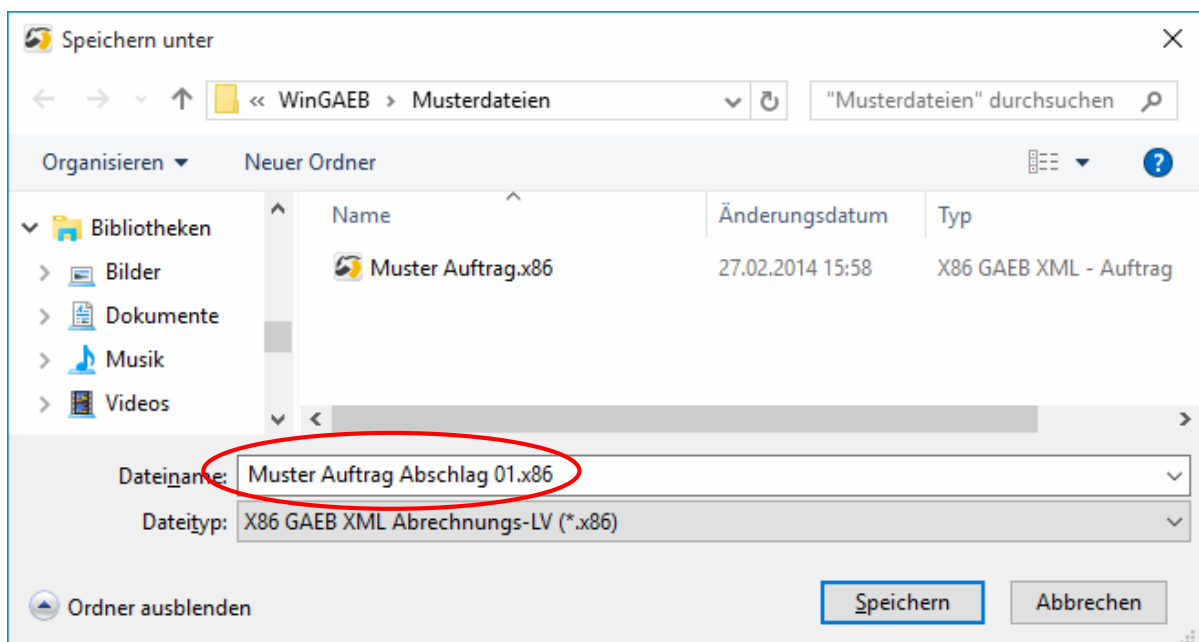 Speichern unter
« WinGAEB › Musterdateien
"Musterdateien" durchsuchen
Organisieren
Neuer Ordner
?
Bibliotheken
Bilder
Dokumente
Musik
Videos
Name Änderungsdatum Typ
Muster Auftrag.x86 27.02.2014 15:58 X86 GAEB XML - Auftrag
Dateiname: Muster Auftrag Abschlag 01.x86
Dateityp: X86 GAEB XML Abrechnungs-LV (*.x86)
Ordner ausblenden
Speichern
Abbrechen